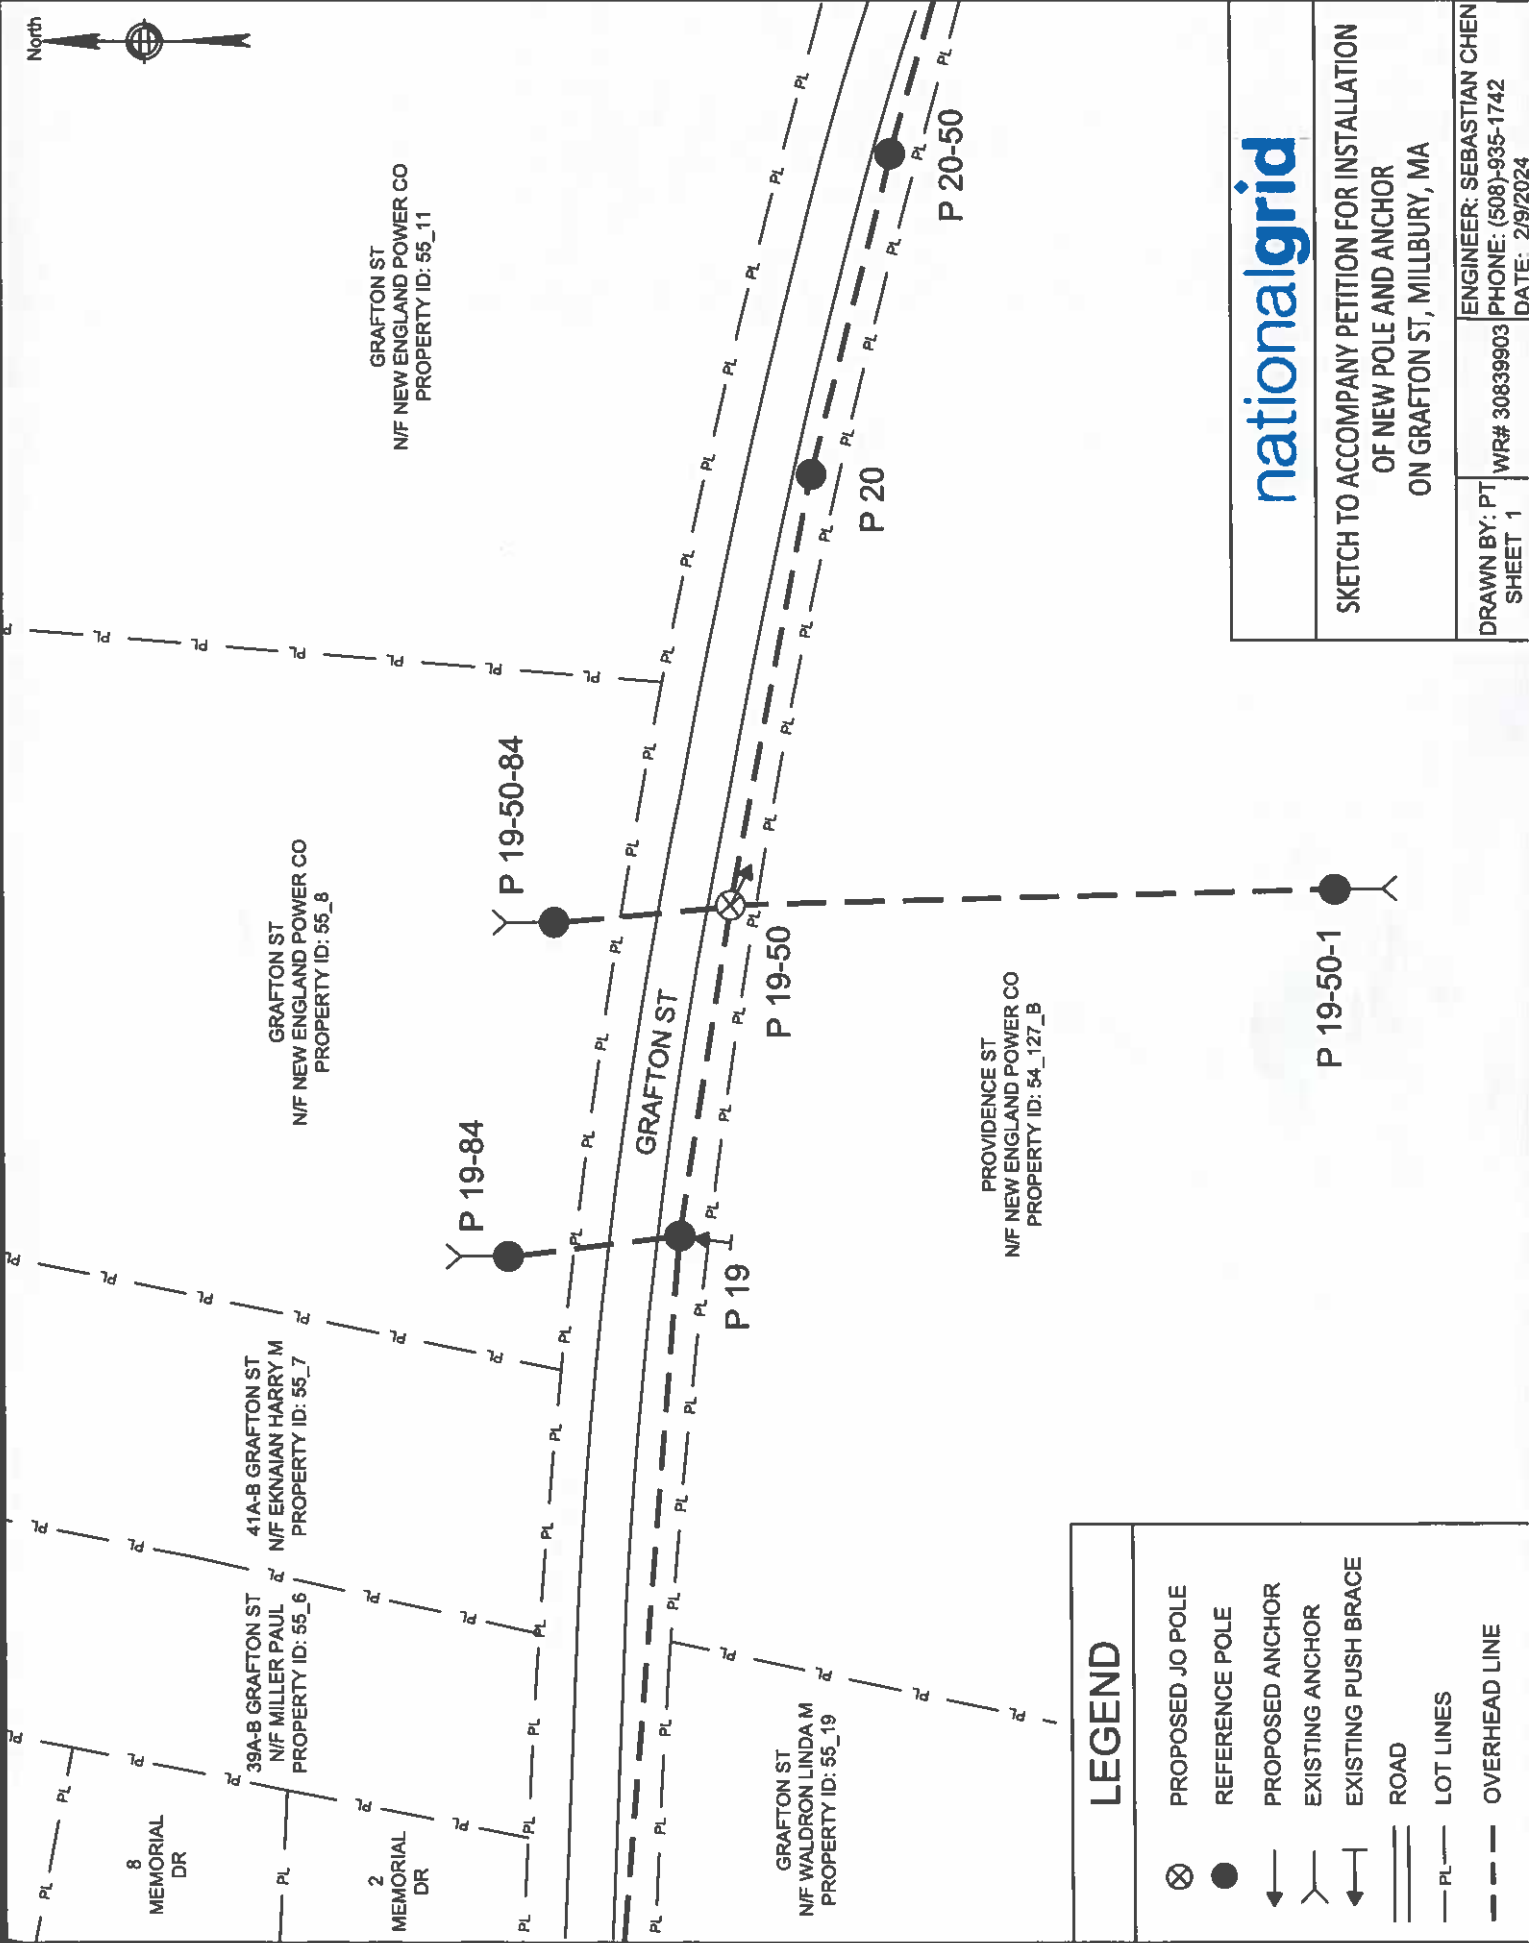 North
GRAFTON ST
N/F NEW ENGLAND POWER CO
PROPERTY ID: 55_11
GRAFTON ST
N/F NEW ENGLAND POWER CO
PROPERTY ID: 55_8
41A-B GRAFTON ST
N/F EKNAIAN HARRY M
PROPERTY ID: 55_7
39A-B GRAFTON ST
N/F MILLER PAUL
PROPERTY ID: 55_6
8
MEMORIAL
DR
2
MEMORIAL
DR
P 19-84
P 19-50-84
GRAFTON ST
P 19
P 19-50
P 20
P 20-50
P 19-50-1
PROVIDENCE ST
N/F NEW ENGLAND POWER CO
PROPERTY ID: 54_127_B
GRAFTON ST
N/F WALDRON LINDA M
PROPERTY ID: 55_19
PL
LEGEND
PROPOSED JO POLE
REFERENCE POLE
PROPOSED ANCHOR
EXISTING ANCHOR
EXISTING PUSH BRACE
ROAD
PL LOT LINES
OVERHEAD LINE
nationalgrid
SKETCH TO ACCOMPANY PETITION FOR INSTALLATION
OF NEW POLE AND ANCHOR
ON GRAFTON ST, MILLBURY, MA
DRAWN BY: PT
SHEET 1
WR# 30839903
ENGINEER: SEBASTIAN CHEN
PHONE: (508)-935-1742
DATE: 2/9/2024